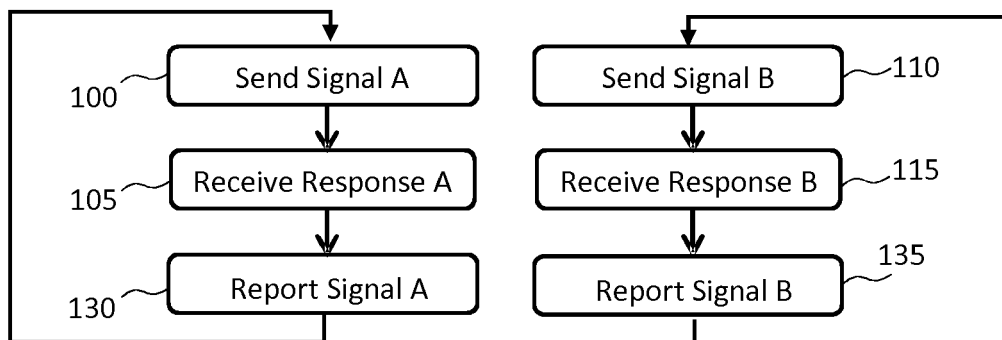 Send Signal A
100
Receive Response A
105
Report Signal A
130
Send Signal B
110
Receive Response B
115
Report Signal B
135